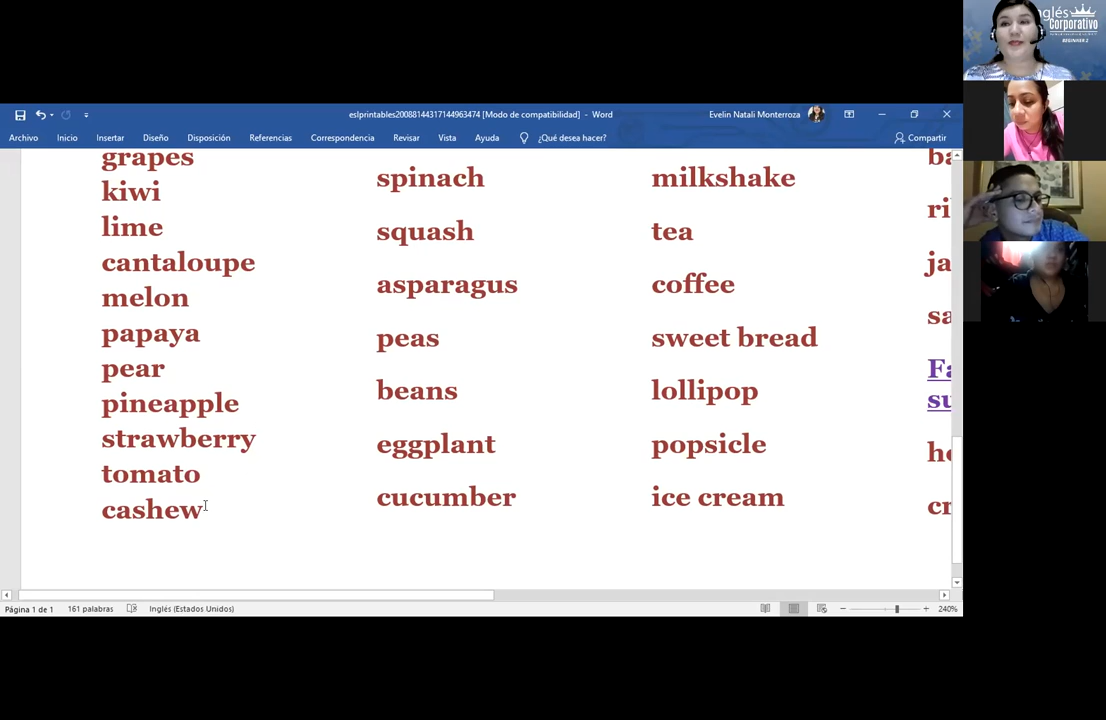 Inglés
Corporativo
BEGINNER 2
eslprintables20088144317144963474 [Modo de compatibilidad] - Word
Evelin Natali Monterroza
Archivo Inicio Insertar Diseño Disposición Referencias Correspondencia Revisar Vista Ayuda ¿Qué desea hacer? Compartir
grapes
kiwi
lime
cantaloupe
melon
papaya
pear
pineapple
strawberry
tomato
cashew
spinach
squash
asparagus
peas
beans
eggplant
cucumber
milkshake
tea
coffee
sweet bread
lollipop
popsicle
ice cream
Página 1 de 1 161 palabras Inglés (Estados Unidos) 240%